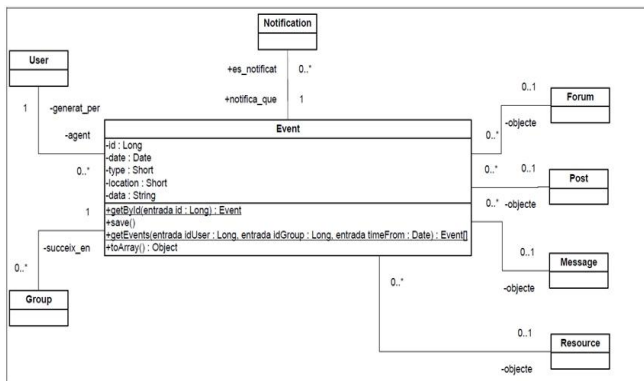 Notification
User
+es_notificat
0..*
+notifica_que
1
1
-generat_per
-agent
0..*
Event
-id : Long
-date : Date
-type : Short
-location : Short
-data : String
+getById(entrada id : Long) : Event
+save()
+getEvents(entrada idUser : Long, entrada idGroup : Long, entrada timeFrom : Date) : Event[]
+toArray() : Object
0..1
Forum
-objecte
0..*
0..*
0..1
Post
-objecte
0..*
0..1
Message
-objecte
1
-succeix_en
0..*
Group
0..*
0..1
Resource
-objecte